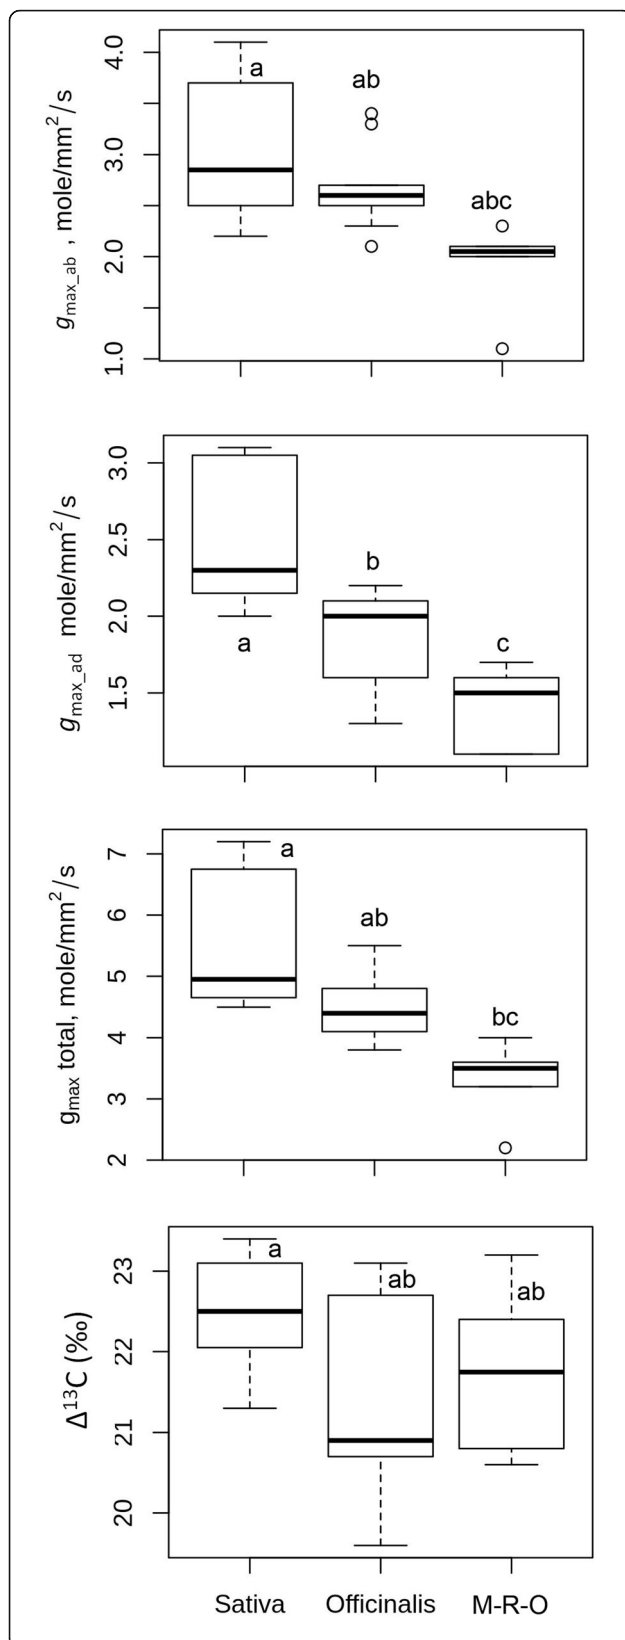 g_max_ab , mole/mm²/s
4.0
3.0
2.0
1.0
a
ab
abc
g_max_ad mole/mm²/s
3.0
2.5
2.0
1.5
a
b
c
g_max total, mole/mm²/s
7
6
5
4
3
2
a
ab
bc
Δ¹³C (‰)
23
22
21
20
a
ab
ab
Sativa Officinalis M-R-O